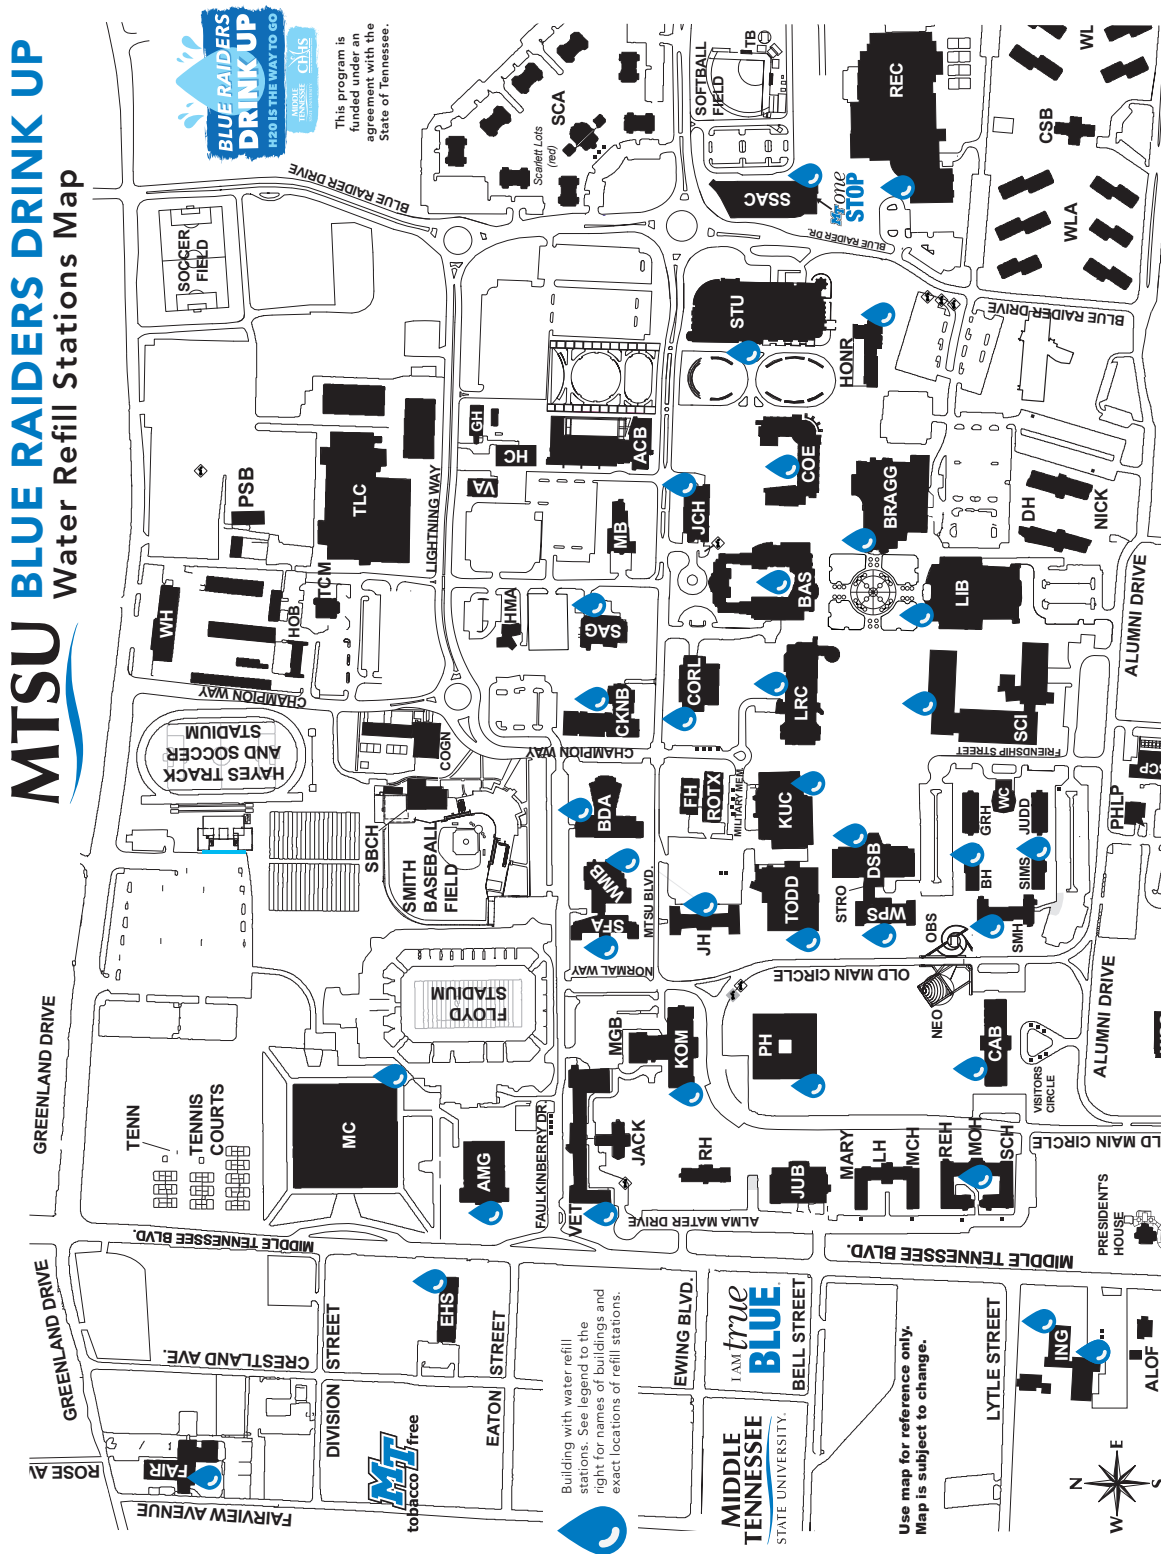 MTSU
BLUE RAIDERS DRINK UP
Water Refill Stations Map
BLUE RAIDERS
DRINK UP
H20 IS THE WAY TO GO
MIDDLE
TENNESSEE
CHHS
This program is
funded under an
agreement with the
State of Tennessee.
GREENLAND DRIVE
GREENLAND DRIVE
ROSE AV
FAIRVIEW AVENUE
FAIR
CRESTLAND AVE.
DIVISION
STREET
EATON
STREET
EHS
MIDDLE TENNESSEE BLVD.
TENN
TENNIS
COURTS
MC
AMG
FAULKINBERRY DR.
VET
FLOYD
STADIUM
HAYES TRACK
AND SOCCER
STADIUM
SBCH
SMITH
BASEBALL
FIELD
COGN
CHAMPION WAY
WH
HOB
TCM
PSB
TLC
LIGHTNING WAY
SOCCER
FIELD
BLUE RAIDER DRIVE
Scarlett Lots
(red)
SCA
SOFTBALL
FIELD
TB
REC
SSAC
MT one
STOP
BLUE RAIDER DR.
CSB
WL
WLA
BLUE RAIDER DRIVE
STU
HONR
GH
HC
VA
ACB
MB
HMA
SAG
CKNB
CHAMPION WAY
CORL
JCH
BAS
COE
BRAGG
LIB
DH
NICK
ALUMNI DRIVE
LRC
SCI
FRIENDSHIP STREET
BDA
WMB
SFA
MTSU BLVD.
NORMAL WAY
FH
ROTX
MILITARY MEM.
KUC
JH
TODD
STRO
DSB
WPS
GRH
WC
JUDD
BH
SIMS
SMH
PHLP
OBS
NEO
OLD MAIN CIRCLE
ALUMNI DRIVE
MGB
KOM
PH
CAB
VISITORS
CIRCLE
JACK
RH
JUB
MARY
LH
MCH
REH
MOH
SCH
OLD MAIN CIRCLE
ALMA MATER DRIVE
MIDDLE TENNESSEE BLVD.
PRESIDENT'S
HOUSE
EWING BLVD.
BELL STREET
LYTLE STREET
ING
ALOF
MT
tobacco free
Building with water refill
stations. See legend to the
right for names of buildings and
exact locations of refill stations.
I AM true
BLUE.
MIDDLE
TENNESSEE
STATE UNIVERSITY.
Use map for reference only.
Map is subject to change.
N
W
E
S